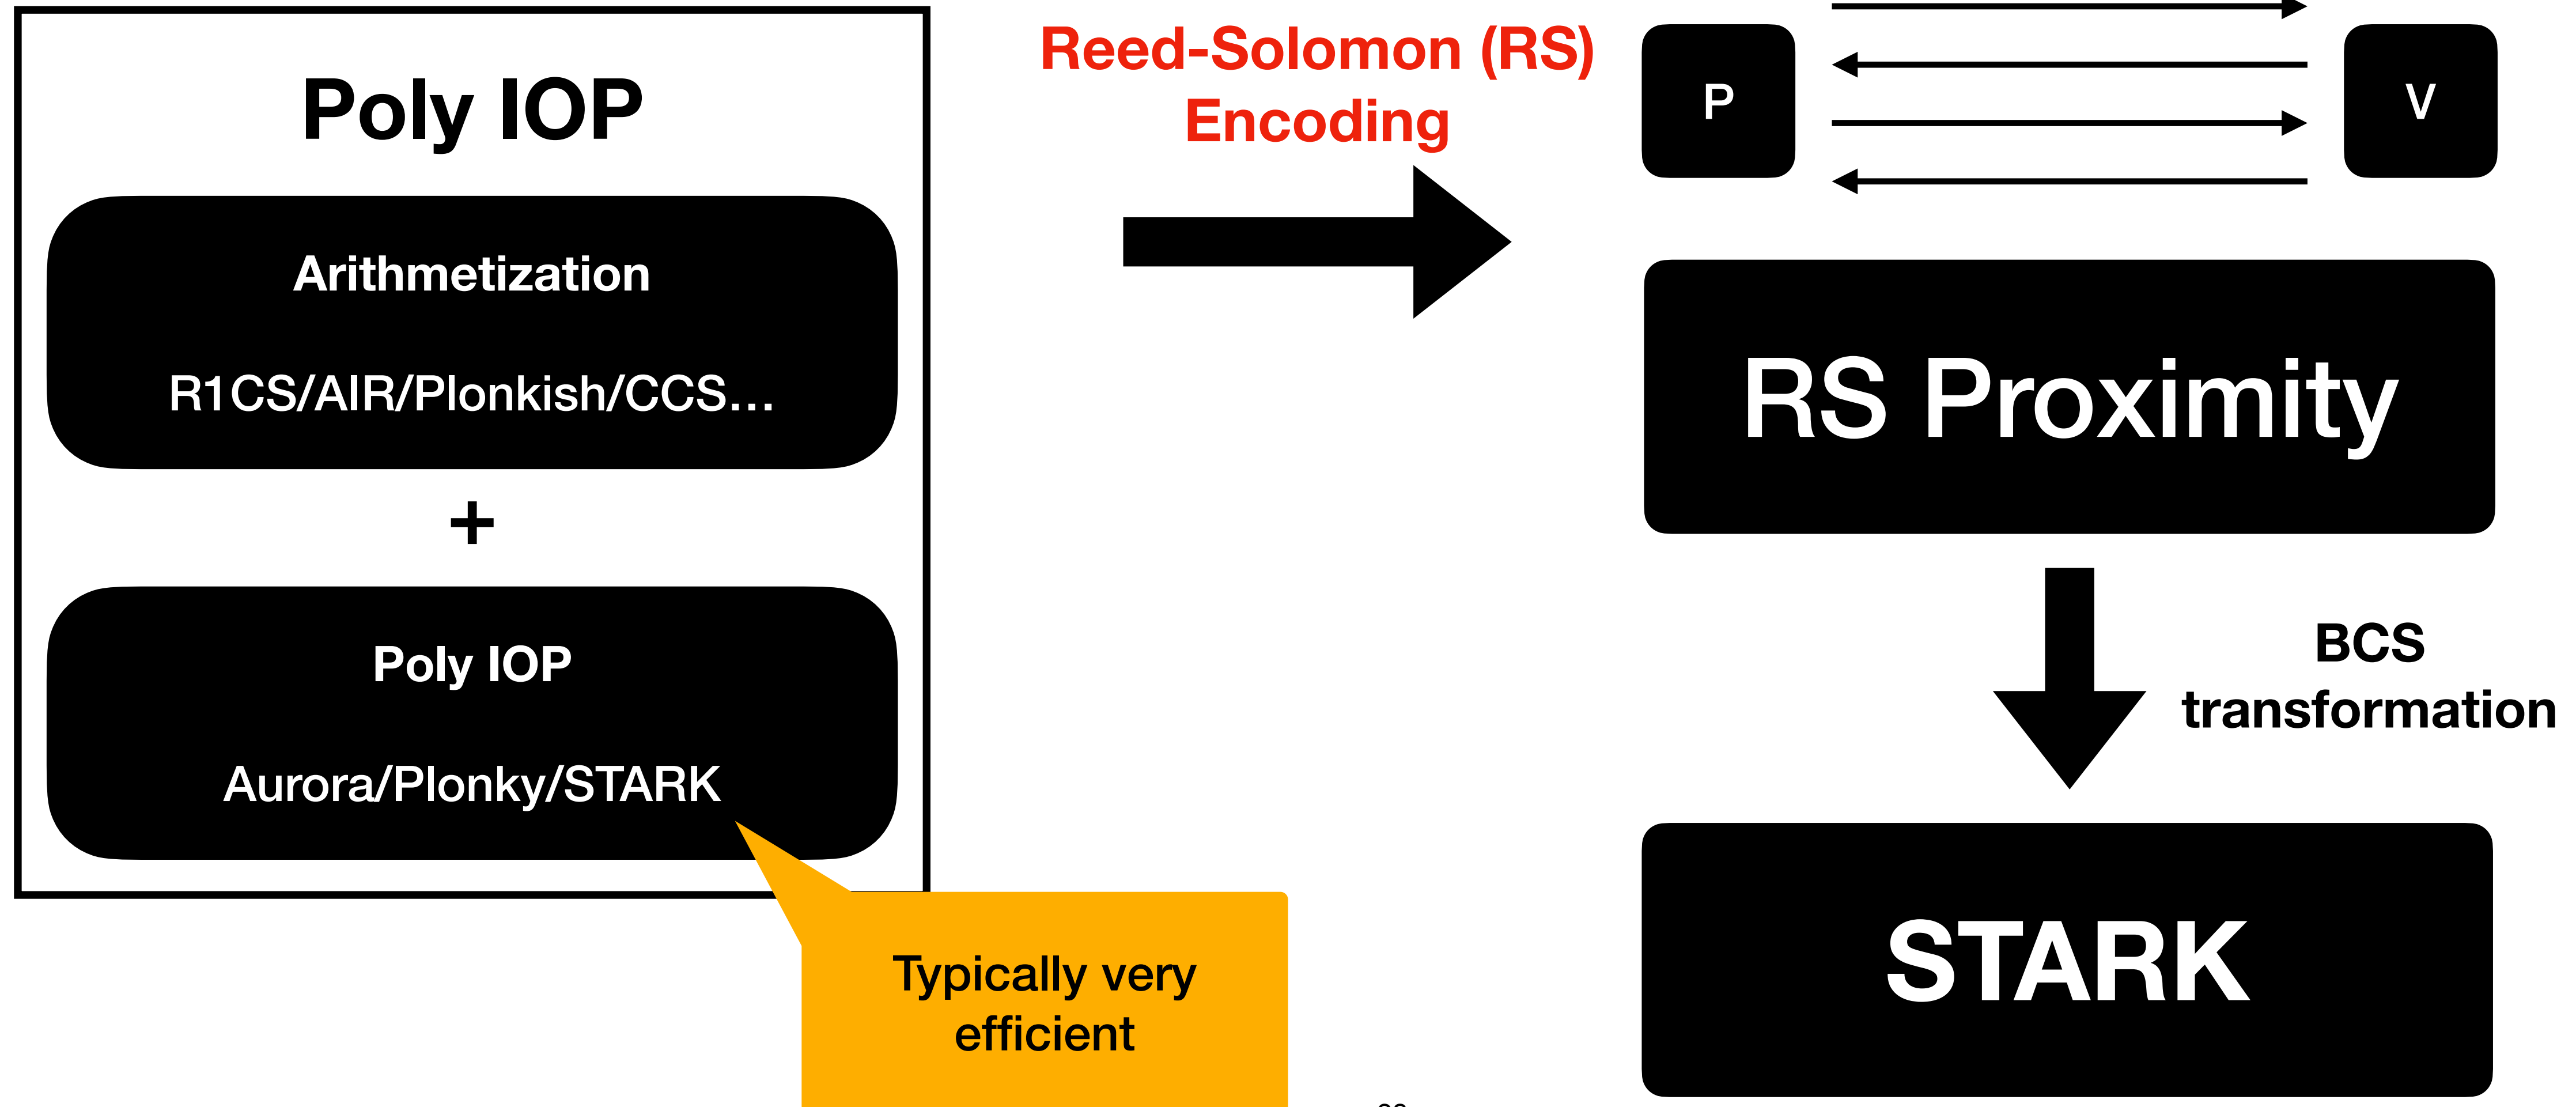 Poly IOP
Arithmetization
R1CS/AIR/Plonkish/CCS...
+
Poly IOP
Aurora/Plonky/STARK
Typically very
efficient
Reed-Solomon (RS)
Encoding
P
V
RS Proximity
BCS
transformation
STARK